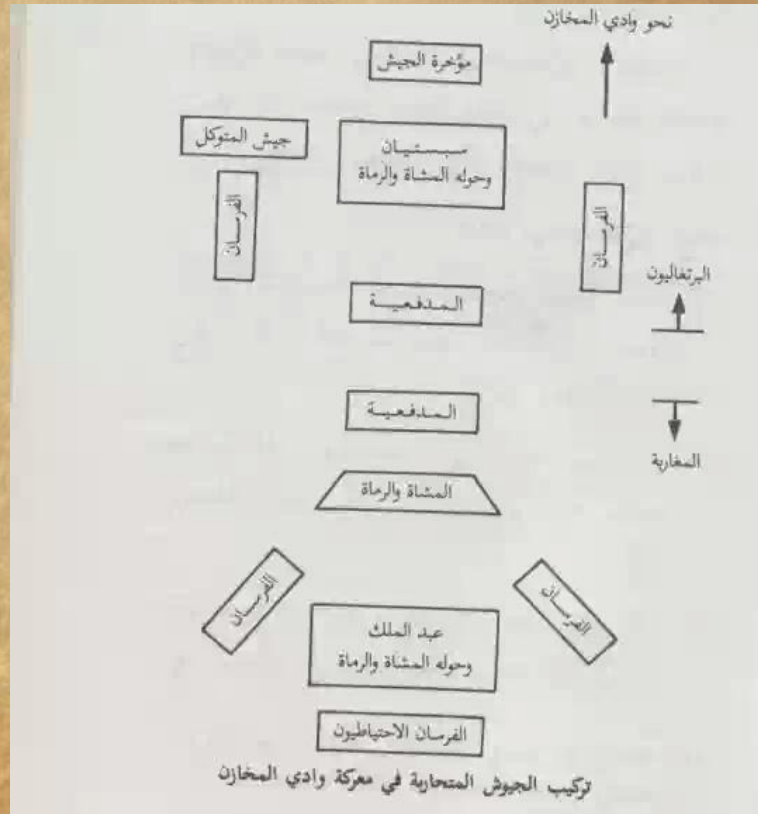 نحو وادي المخازن
مؤخرة الجيش
جيش المتوكل
سبستيان
وحوله المشاة والرماة
الفرسان
الفرسان
البرتغاليون
المدفعية
المدفعية
المغاربة
المشاة والرماة
الفرسان
الفرسان
عبد الملك
وحوله المشاة والرماة
الفرسان الاحتياطيون
تركيب الجيوش المتحاربة في معركة وادي المخازن